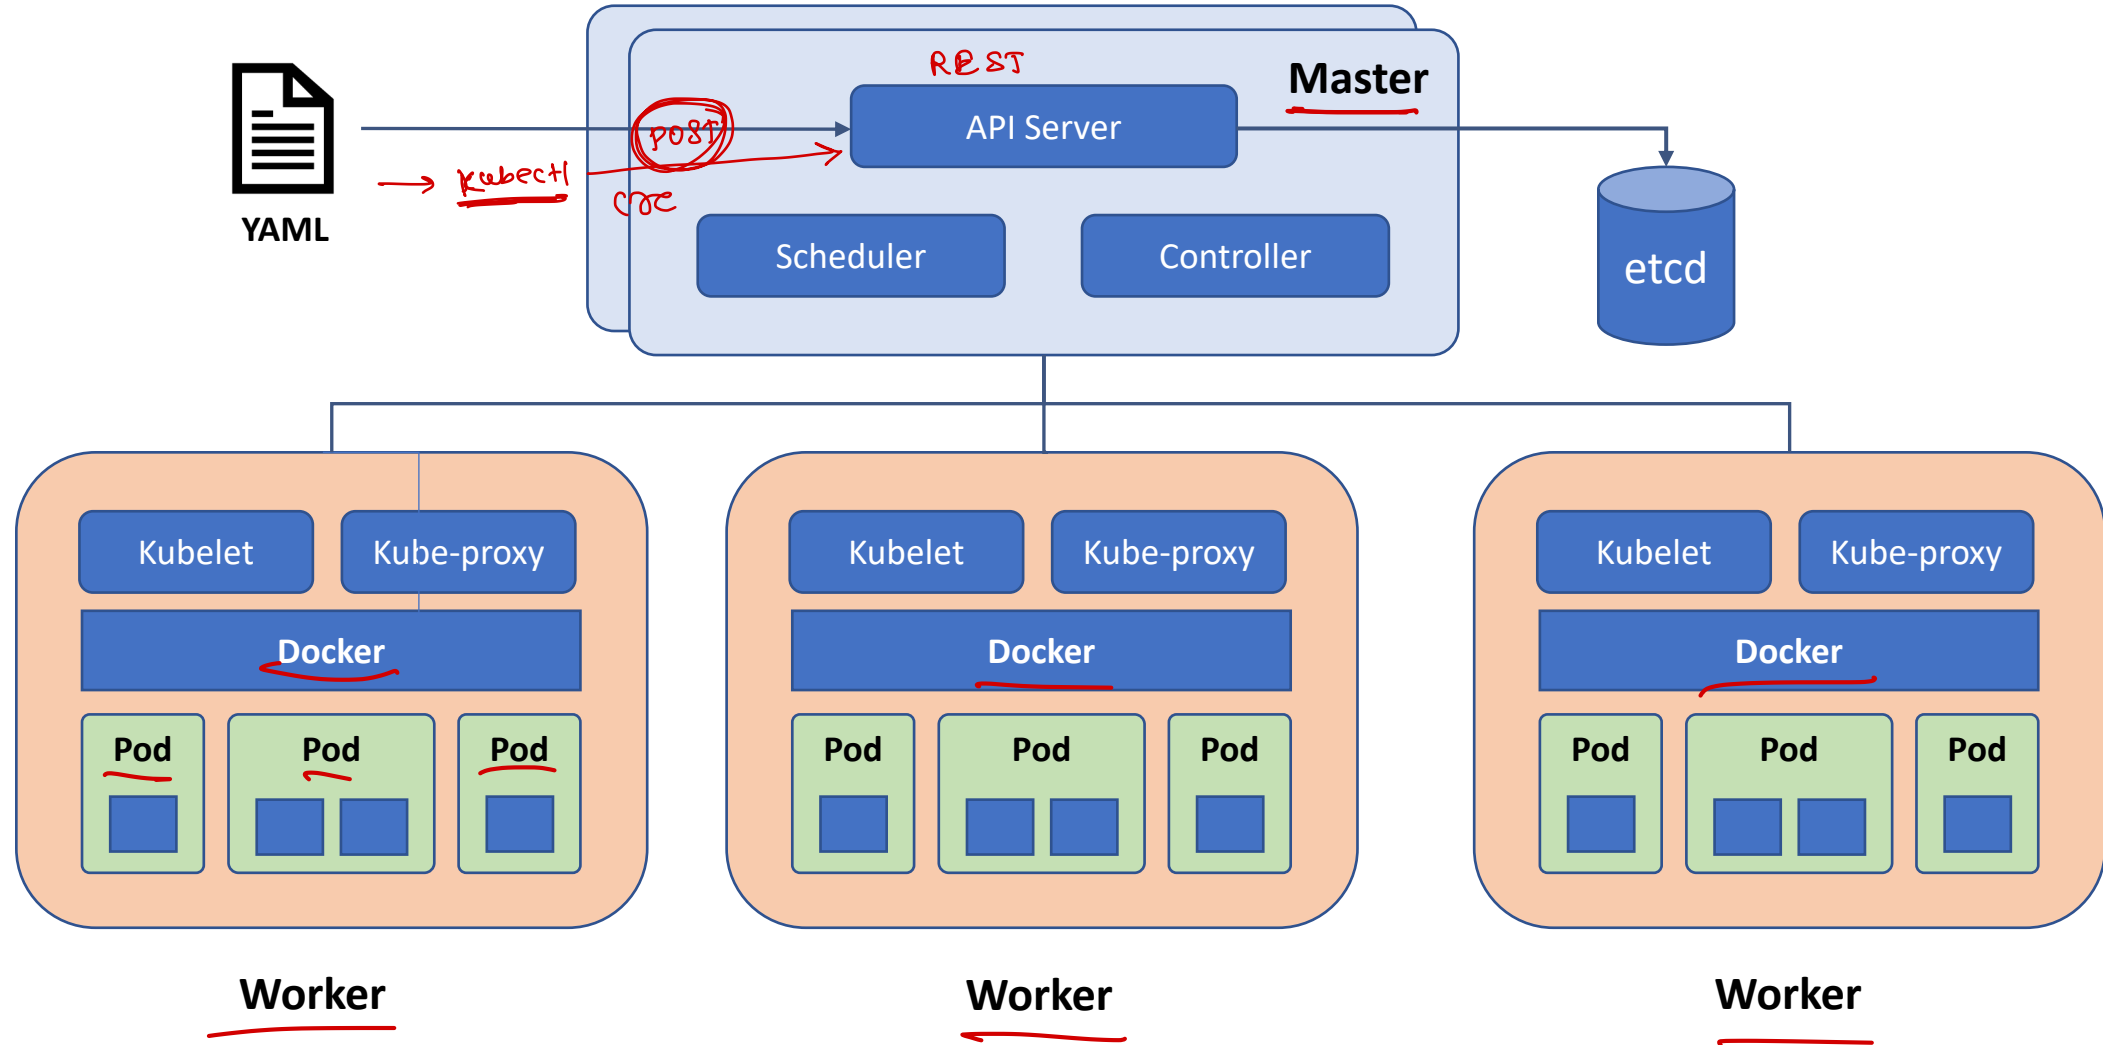 REST
Master
POST
API Server
kubectl
YAML
Scheduler
Controller
etcd
Kubelet
Kube-proxy
Kubelet
Kube-proxy
Kubelet
Kube-proxy
Docker
Docker
Docker
Pod
Pod
Pod
Pod
Pod
Pod
Pod
Pod
Pod
Worker
Worker
Worker